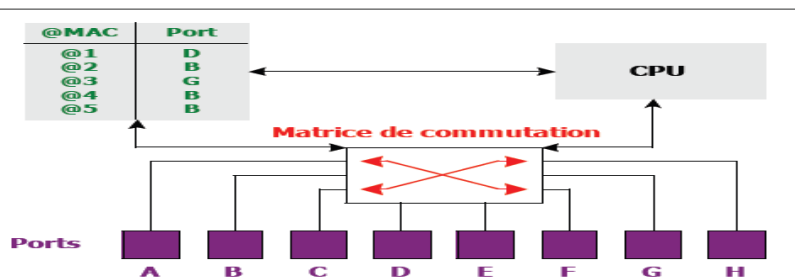 @MAC Port
@1 D
@2 B
@3 G
@4 B
@5 B
CPU
Matrice de commutation
Ports
A B C D E F G H